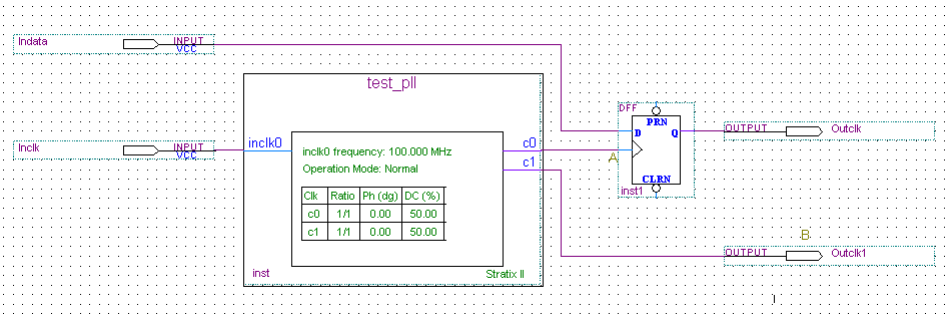 Indata
INPUT
VCC
test_pll
DFF
PRN
D
Q
OUTPUT
Outclk
Inclk
INPUT
VCC
inclk0
inclk0 frequency: 100.000 MHz
Operation Mode: Normal
c0
c1
A
CLRN
inst1
Clk Ratio Ph (dg) DC (%)
c0 1/1 0.00 50.00
c1 1/1 0.00 50.00
B
OUTPUT
Outclk1
inst
Stratix II